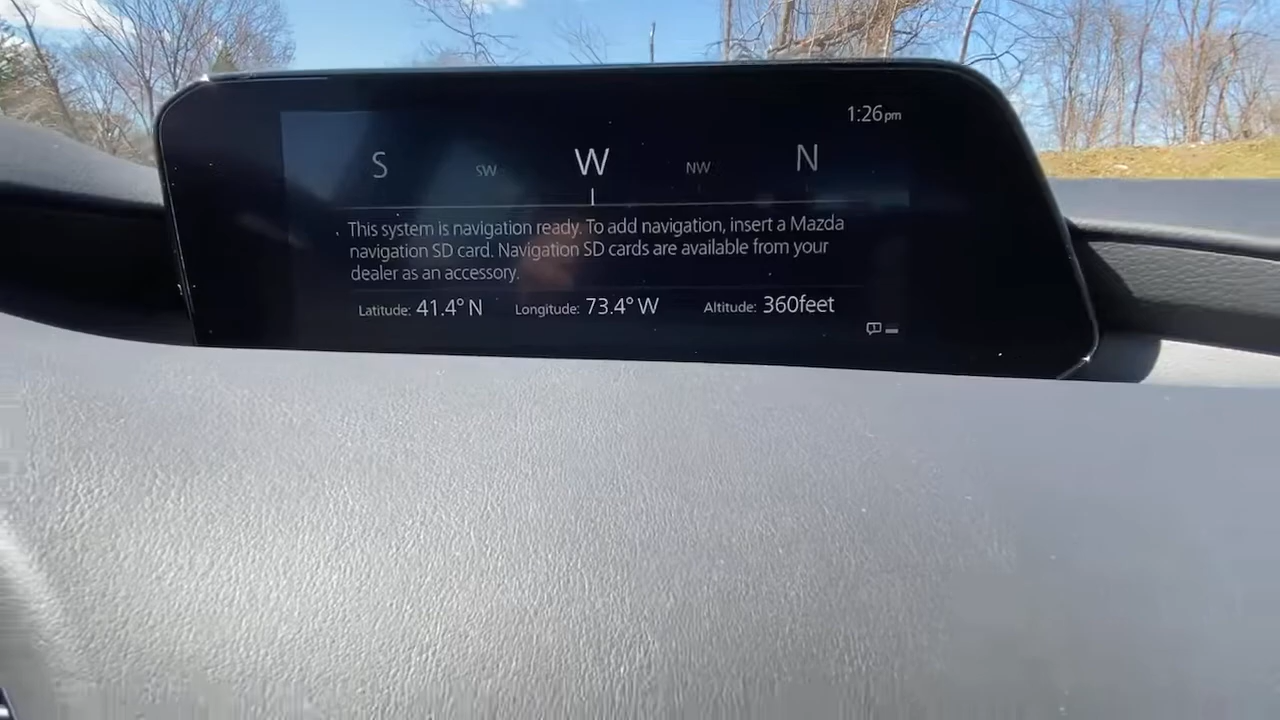 1:26pm
S SW W NW N
This system is navigation ready. To add navigation, insert a Mazda
navigation SD card. Navigation SD cards are available from your
dealer as an accessory.
Latitude: 41.4° N Longitude: 73.4° W Altitude: 360feet